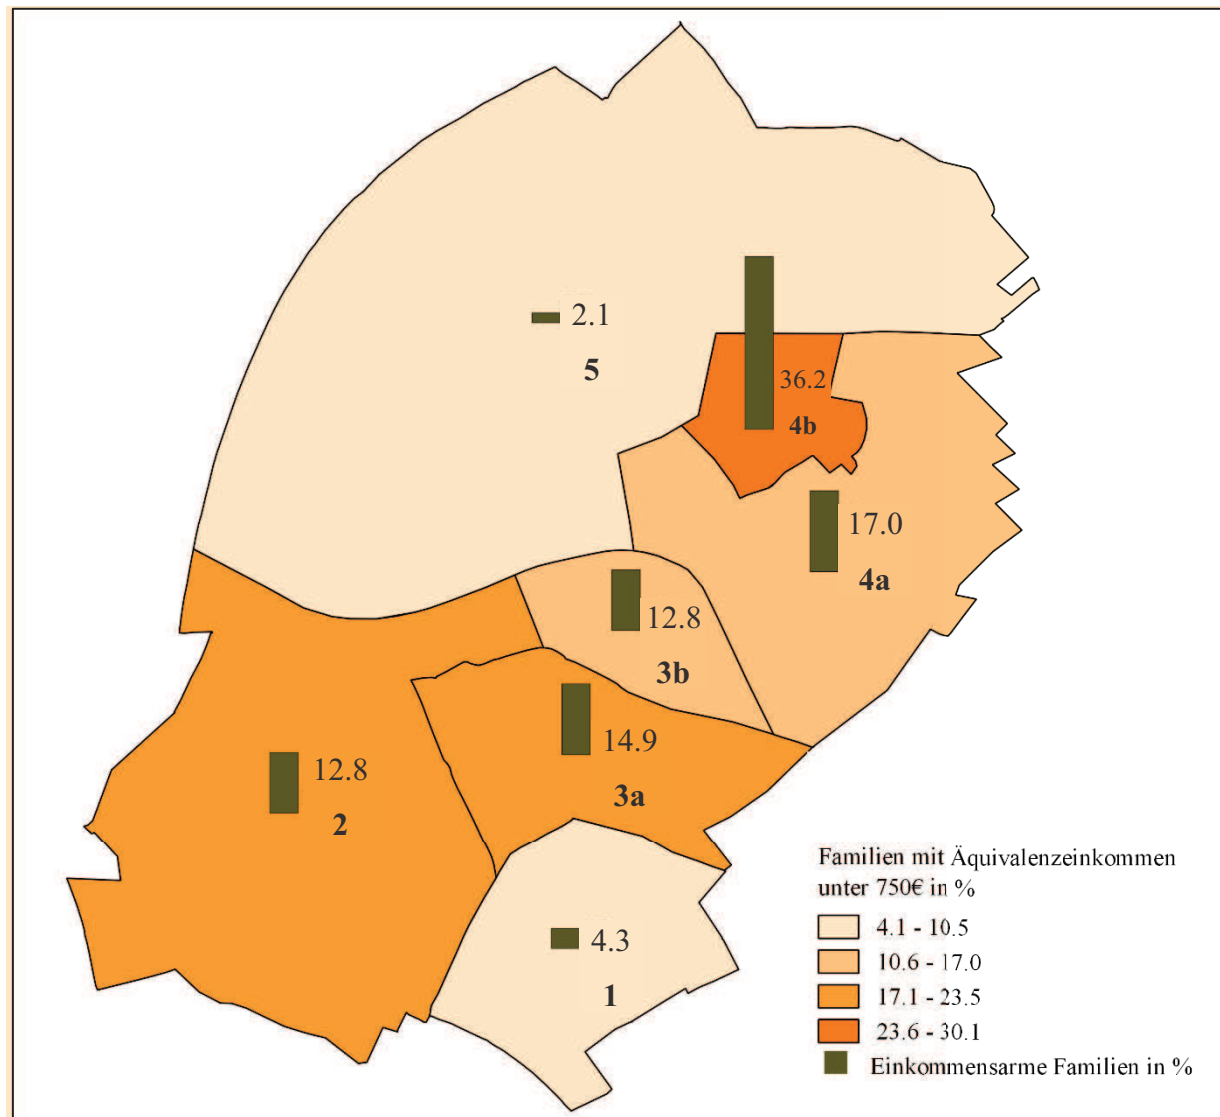 2.1
5
36.2
4b
17.0
4a
12.8
3b
14.9
3a
12.8
2
4.3
1
Familien mit Äquivalenzeinkommen
unter 750€ in %
4.1 - 10.5
10.6 - 17.0
17.1 - 23.5
23.6 - 30.1
Einkommensarme Familien in %